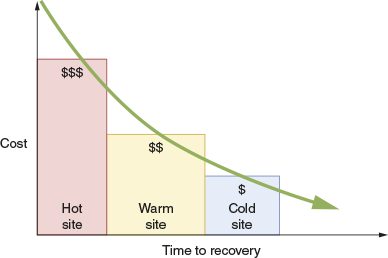 $$$
$$
$
Cost
Hot
site
Warm
site
Cold
site
Time to recovery